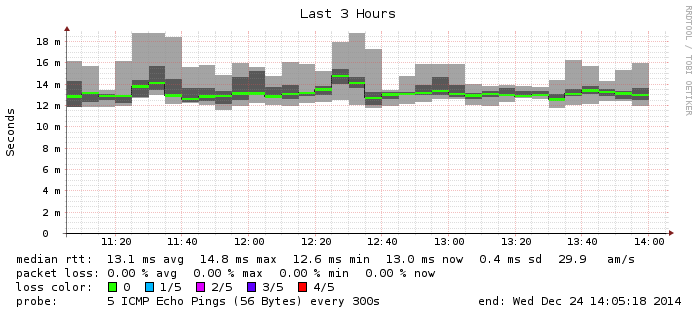 Last 3 Hours
RRDTOOL / TOBI OETIKER
Seconds
18 m
16 m
14 m
12 m
10 m
8 m
6 m
4 m
2 m
0
11:20 11:40 12:00 12:20 12:40 13:00 13:20 13:40 14:00
median rtt: 13.1 ms avg 14.8 ms max 12.6 ms min 13.0 ms now 0.4 ms sd 29.9 am/s
packet loss: 0.00 % avg 0.00 % max 0.00 % min 0.00 % now
loss color: 0 1/5 2/5 3/5 4/5
probe: 5 ICMP Echo Pings (56 Bytes) every 300s end: Wed Dec 24 14:05:18 2014